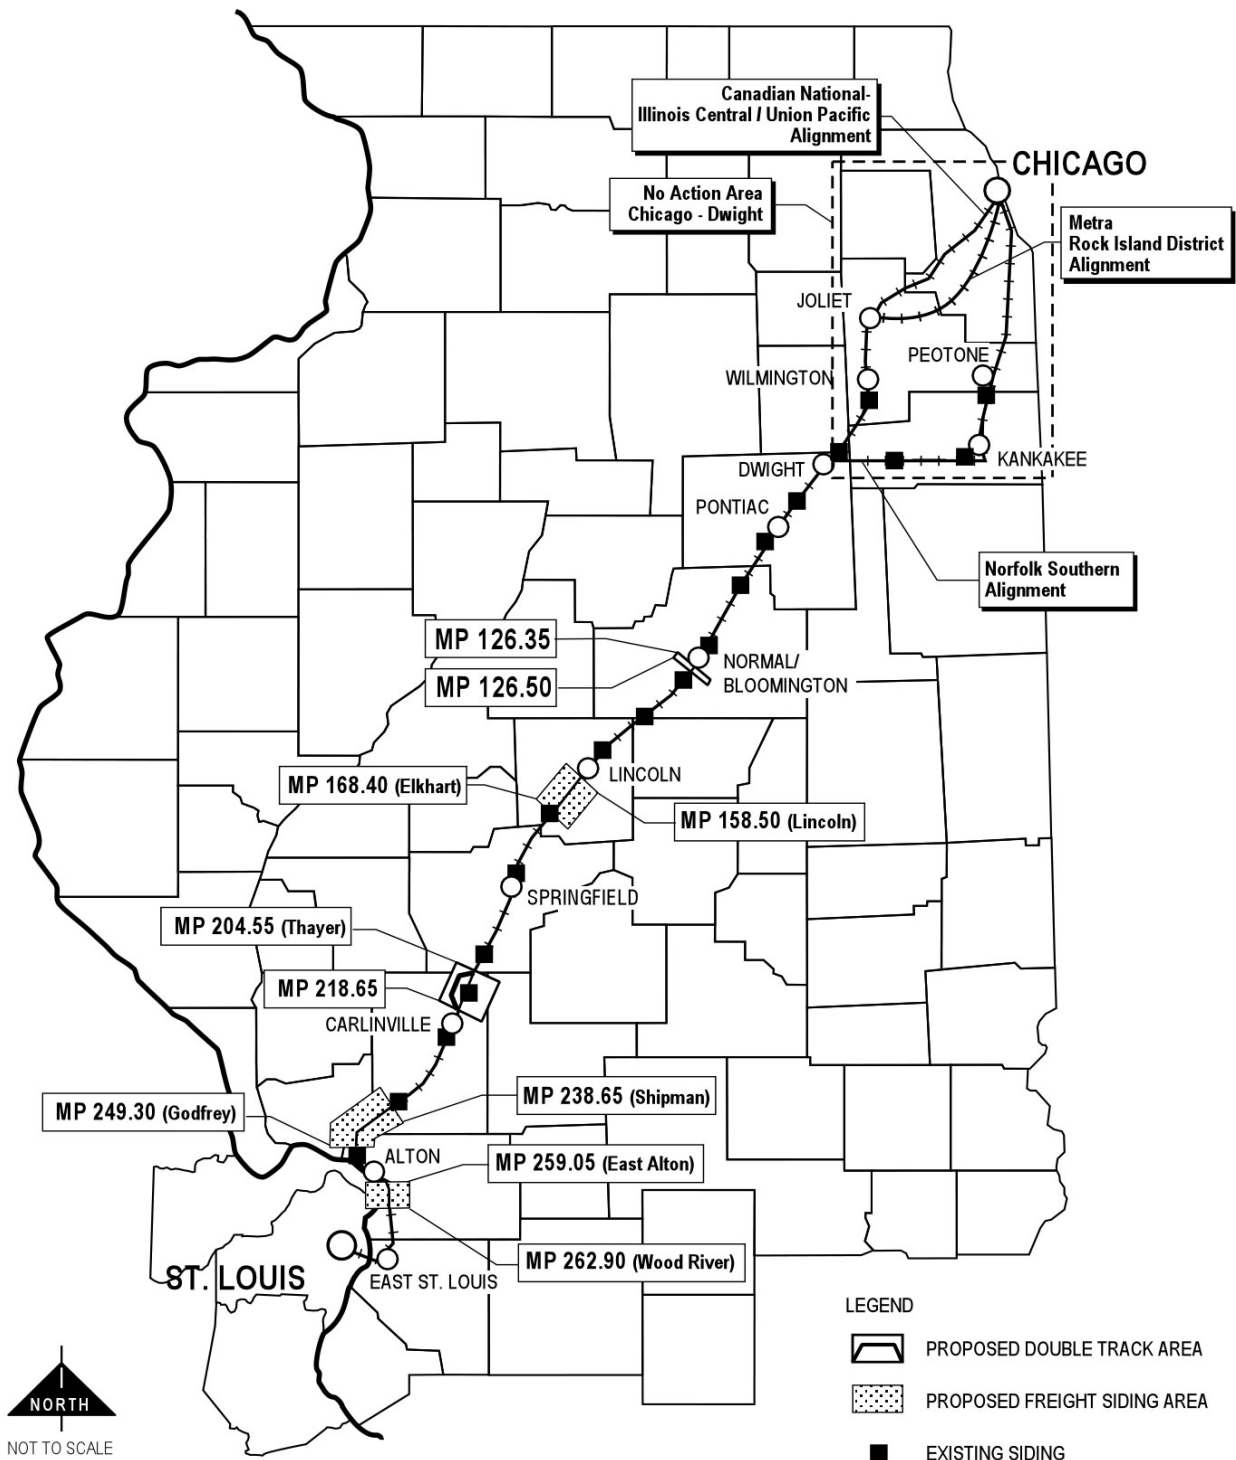 Canadian National-
Illinois Central / Union Pacific
Alignment
CHICAGO
No Action Area
Chicago - Dwight
Metra
Rock Island District
Alignment
JOLIET
PEOTONE
WILMINGTON
KANKAKEE
DWIGHT
PONTIAC
Norfolk Southern
Alignment
MP 126.35
NORMAL/
BLOOMINGTON
MP 126.50
LINCOLN
MP 168.40 (Elkhart)
MP 158.50 (Lincoln)
SPRINGFIELD
MP 204.55 (Thayer)
MP 218.65
CARLINVILLE
MP 238.65 (Shipman)
MP 249.30 (Godfrey)
ALTON
MP 259.05 (East Alton)
MP 262.90 (Wood River)
ST. LOUIS
EAST ST. LOUIS
LEGEND
PROPOSED DOUBLE TRACK AREA
PROPOSED FREIGHT SIDING AREA
EXISTING SIDING
NORTH
NOT TO SCALE